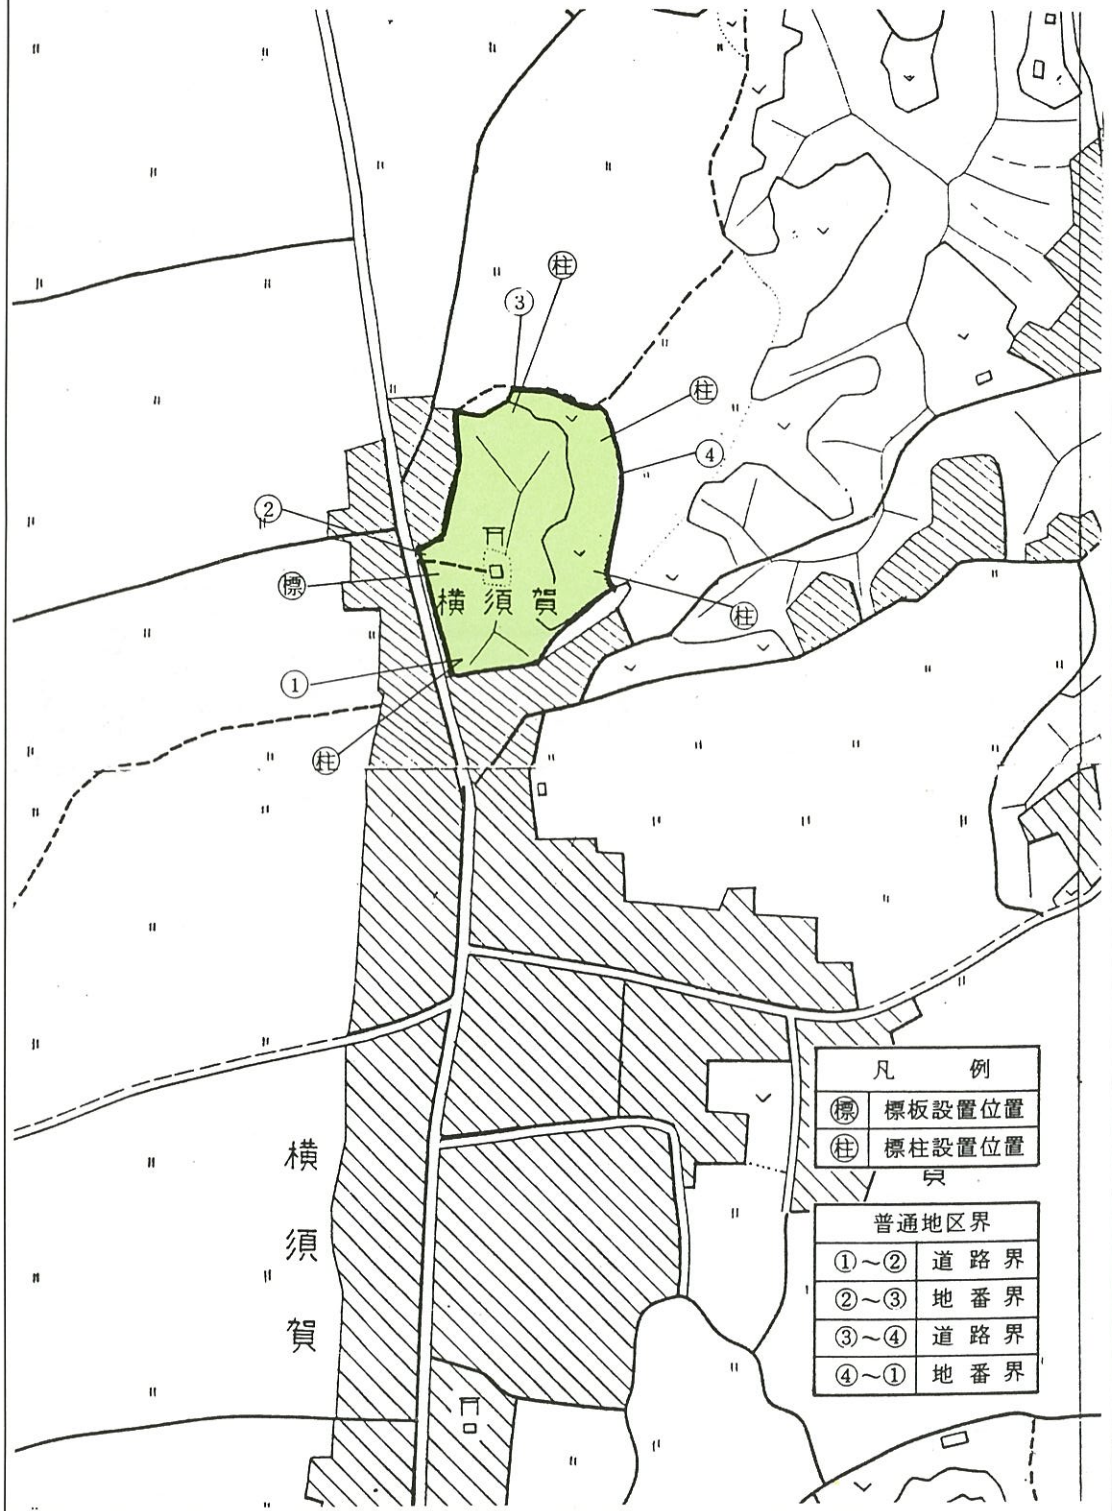 柱
③
柱
④
②
標
横須賀
柱
①
柱
横須賀
凡 例
標 標板設置位置
柱 標柱設置位置
普通地区界
①～② 道路界
②～③ 地番界
③～④ 道路界
④～① 地番界